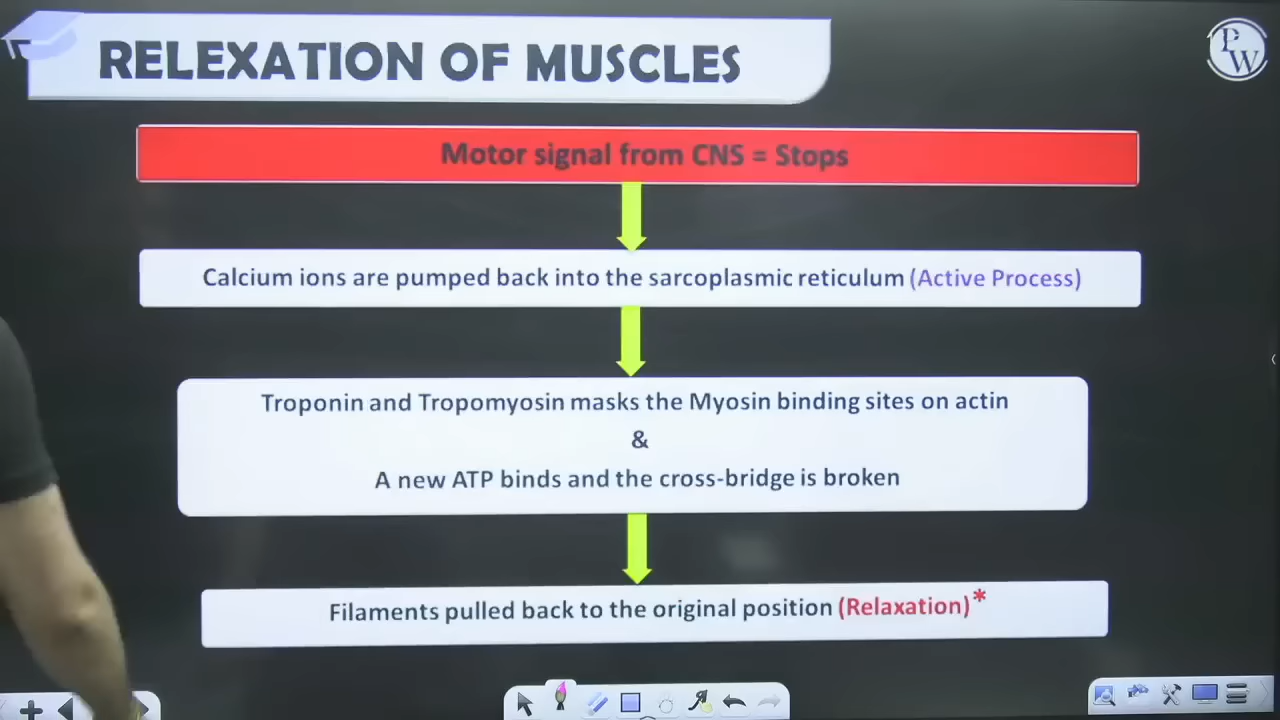 RELEXATION OF MUSCLES
PW
Motor signal from CNS = Stops
Calcium ions are pumped back into the sarcoplasmic reticulum (Active Process)
Troponin and Tropomyosin masks the Myosin binding sites on actin
&
A new ATP binds and the cross-bridge is broken
Filaments pulled back to the original position (Relaxation)*